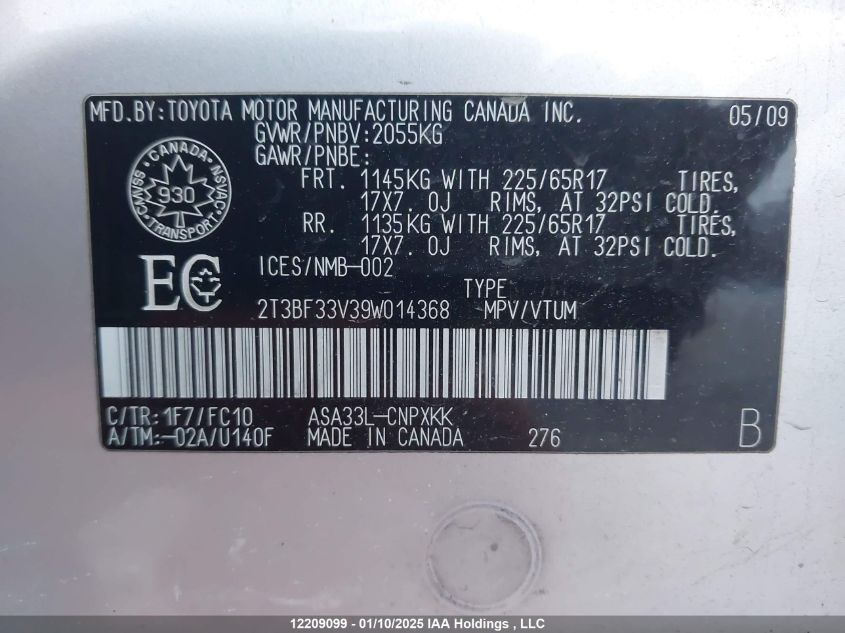 MFD.BY:TOYOTA MOTOR MANUFACTURING CANADA INC. 05/09
GVWR/PNBV:2055KG
GAWR/PNBE:
FRT. 1145KG WITH 225/65R17 TIRES,
17X7.0J RIMS, AT 32PSI COLD.
RR. 1135KG WITH 225/65R17 TIRES,
17X7.0J RIMS, AT 32PSI COLD.
CANADA
CMVSS NSVAC
930
TRANSPORT
EC
ICES/NMB-002
TYPE
2T3BF33V39W014368 MPV/VTUM
C/TR:1F7/FC10 ASA33L-CNPXKK
A/TM:-02A/U140F MADE IN CANADA 276 B
12209099 - 01/10/2025 IAA Holdings , LLC